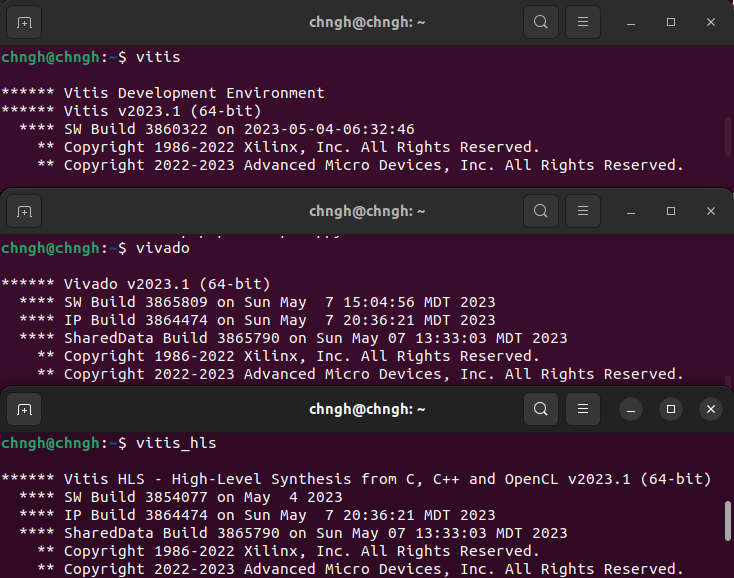 chngh@chngh: ~
chngh@chngh:~$ vitis
****** Vitis Development Environment
****** Vitis v2023.1 (64-bit)
  **** SW Build 3860322 on 2023-05-04-06:32:46
    ** Copyright 1986-2022 Xilinx, Inc. All Rights Reserved.
    ** Copyright 2022-2023 Advanced Micro Devices, Inc. All Rights Reserved.
chngh@chngh: ~
chngh@chngh:~$ vivado
****** Vivado v2023.1 (64-bit)
  **** SW Build 3865809 on Sun May  7 15:04:56 MDT 2023
  **** IP Build 3864474 on Sun May  7 20:36:21 MDT 2023
  **** SharedData Build 3865790 on Sun May 07 13:33:03 MDT 2023
    ** Copyright 1986-2022 Xilinx, Inc. All Rights Reserved.
    ** Copyright 2022-2023 Advanced Micro Devices, Inc. All Rights Reserved.
chngh@chngh: ~
chngh@chngh:~$ vitis_hls
****** Vitis HLS - High-Level Synthesis from C, C++ and OpenCL v2023.1 (64-bit)
  **** SW Build 3854077 on May  4 2023
  **** IP Build 3864474 on Sun May  7 20:36:21 MDT 2023
  **** SharedData Build 3865790 on Sun May 07 13:33:03 MDT 2023
    ** Copyright 1986-2022 Xilinx, Inc. All Rights Reserved.
    ** Copyright 2022-2023 Advanced Micro Devices, Inc. All Rights Reserved.